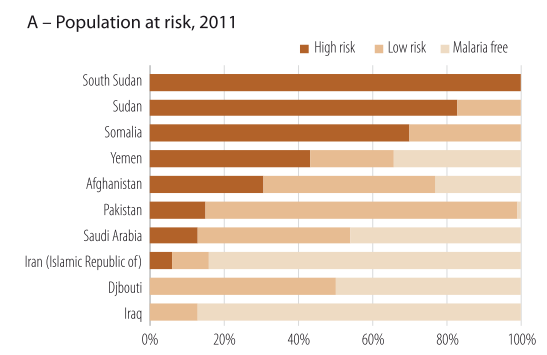 A – Population at risk, 2011
High risk Low risk Malaria free
South Sudan
Sudan
Somalia
Yemen
Afghanistan
Pakistan
Saudi Arabia
Iran (Islamic Republic of)
Djbouti
Iraq
0% 20% 40% 60% 80% 100%